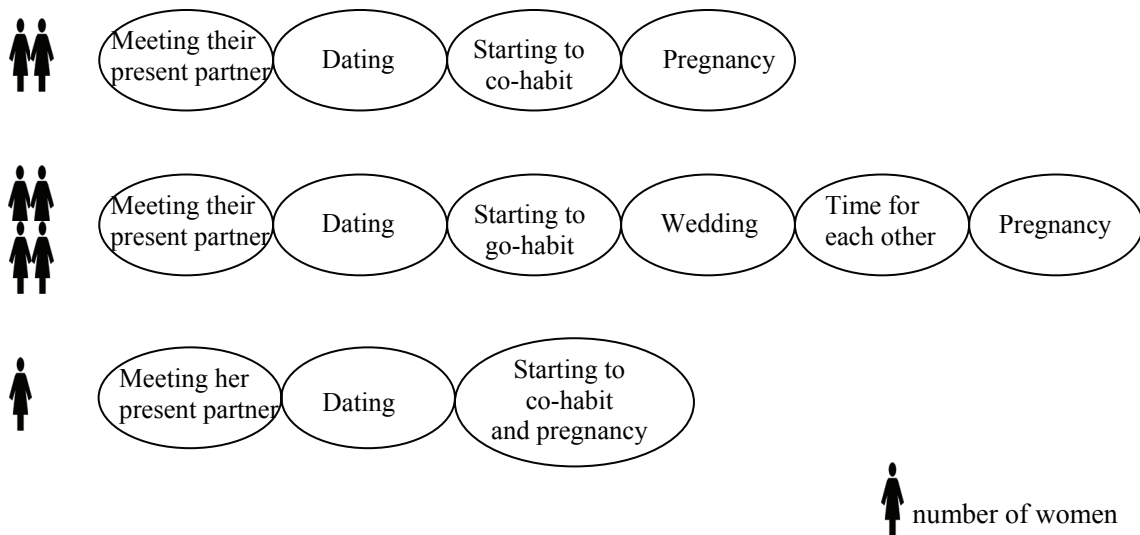 Meeting their
present partner
Dating
Starting to
co-habit
Pregnancy
Meeting their
present partner
Dating
Starting to
go-habit
Wedding
Time for
each other
Pregnancy
Meeting her
present partner
Dating
Starting to
co-habit
and pregnancy
number of women